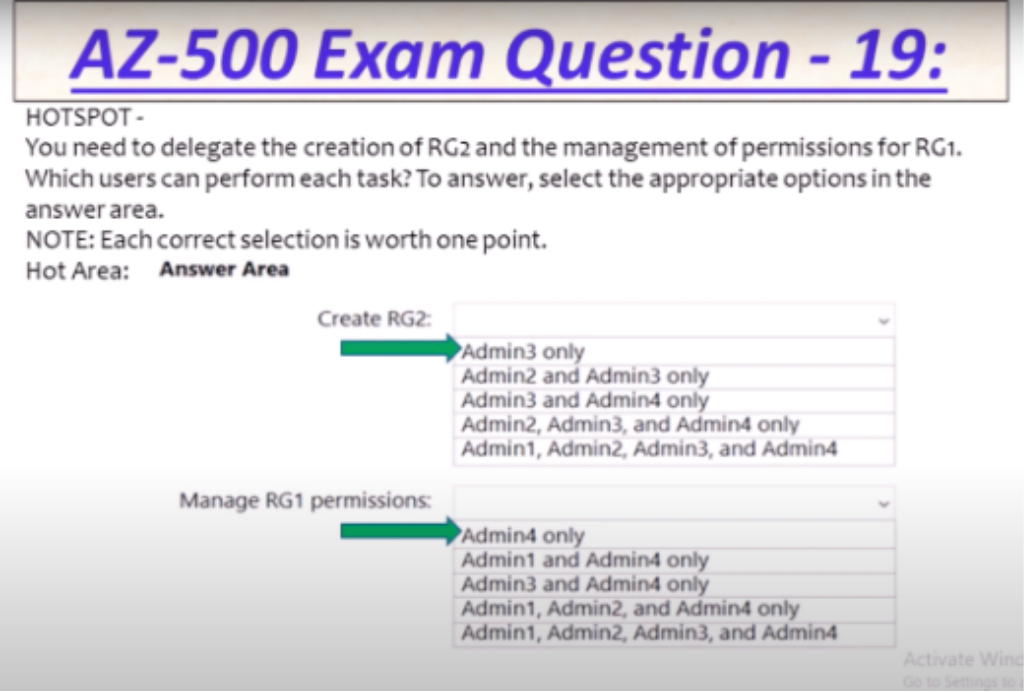 AZ-500 Exam Question - 19:
HOTSPOT -
You need to delegate the creation of RG2 and the management of permissions for RG1.
Which users can perform each task? To answer, select the appropriate options in the
answer area.
NOTE: Each correct selection is worth one point.
Hot Area: Answer Area
Create RG2:
Admin3 only
Admin2 and Admin3 only
Admin3 and Admin4 only
Admin2, Admin3, and Admin4 only
Admin1, Admin2, Admin3, and Admin4
Manage RG1 permissions:
Admin4 only
Admin1 and Admin4 only
Admin3 and Admin4 only
Admin1, Admin2, and Admin4 only
Admin1, Admin2, Admin3, and Admin4
Activate Wind
Go to Settings to